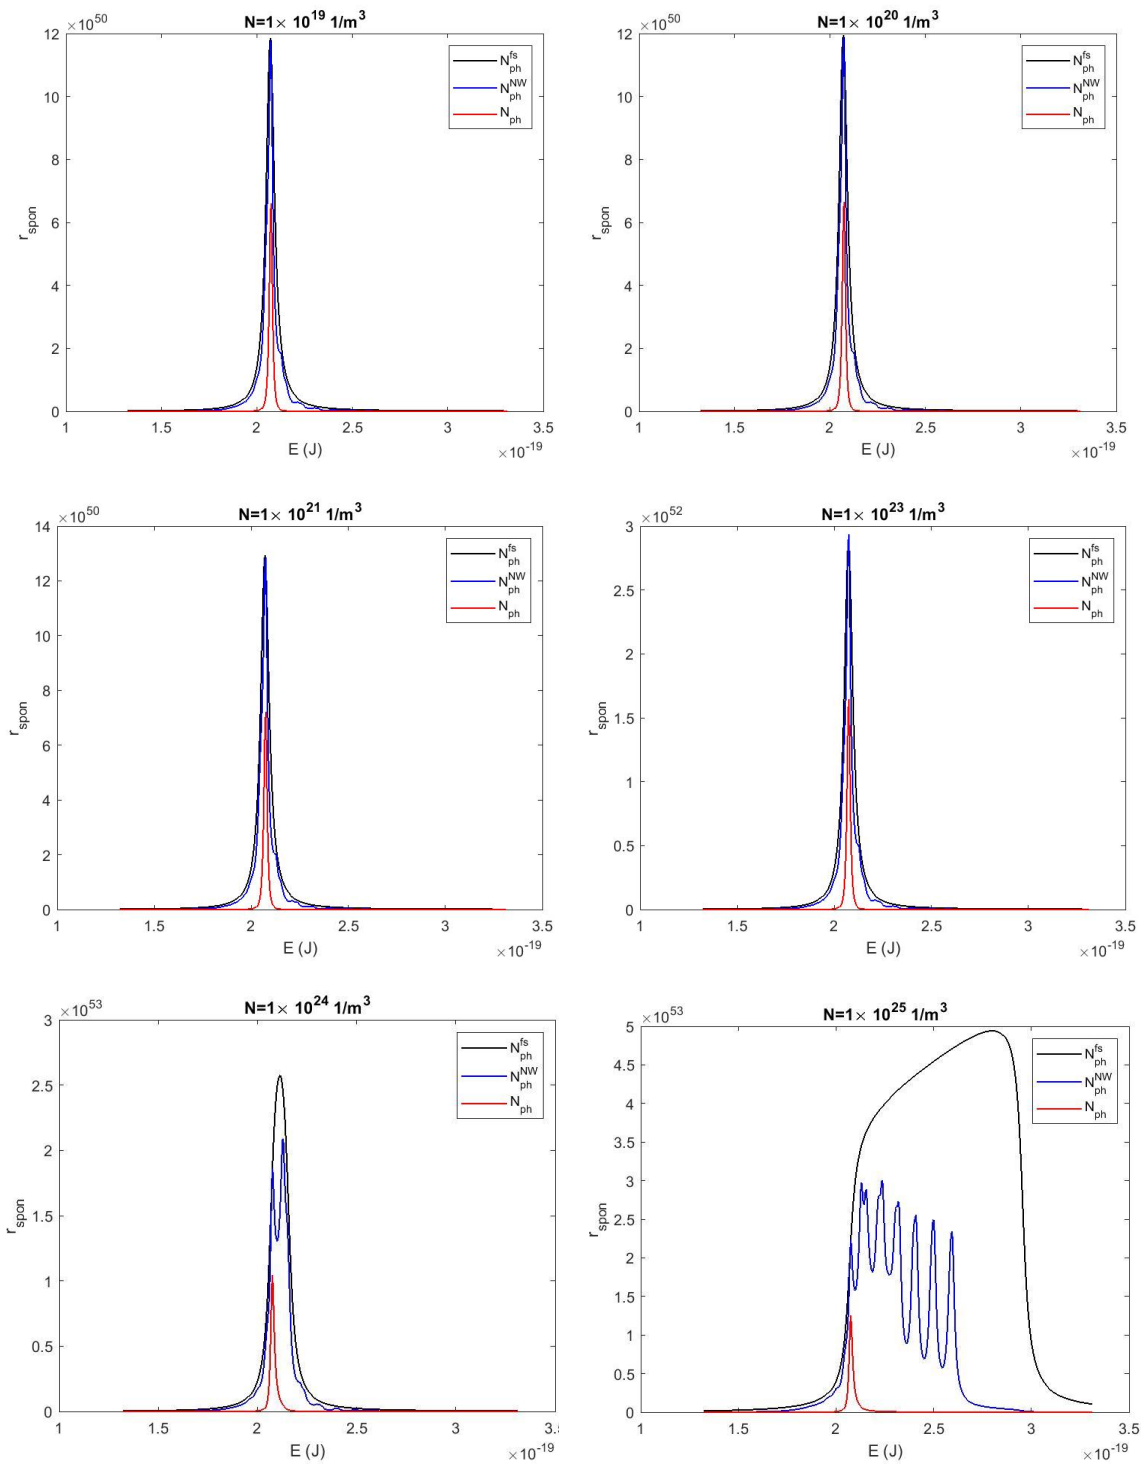 ×10^50
N=1× 10^19 1/m^3
12
10
8
6
4
2
0
r_spon
N_ph^fs
N_ph^NW
N_ph
1 1.5 2 2.5 3 3.5
E (J)
×10^-19
×10^50
N=1× 10^20 1/m^3
12
10
8
6
4
2
0
r_spon
N_ph^fs
N_ph^NW
N_ph
1 1.5 2 2.5 3 3.5
E (J)
×10^-19
×10^50
N=1× 10^21 1/m^3
14
12
10
8
6
4
2
0
r_spon
N_ph^fs
N_ph^NW
N_ph
1 1.5 2 2.5 3 3.5
E (J)
×10^-19
×10^52
N=1× 10^23 1/m^3
3
2.5
2
1.5
1
0.5
0
r_spon
N_ph^fs
N_ph^NW
N_ph
1 1.5 2 2.5 3 3.5
E (J)
×10^-19
×10^53
N=1× 10^24 1/m^3
3
2.5
2
1.5
1
0.5
0
r_spon
N_ph^fs
N_ph^NW
N_ph
1 1.5 2 2.5 3 3.5
E (J)
×10^-19
×10^53
N=1× 10^25 1/m^3
5
4.5
4
3.5
3
2.5
2
1.5
1
0.5
0
r_spon
N_ph^fs
N_ph^NW
N_ph
1 1.5 2 2.5 3 3.5
E (J)
×10^-19